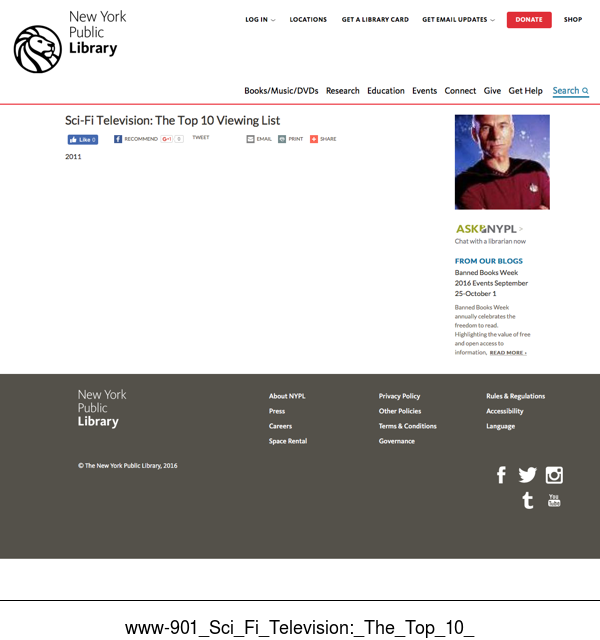 New York
Public
Library
LOG IN
LOCATIONS
GET A LIBRARY CARD
GET EMAIL UPDATES
DONATE
SHOP
Books/Music/DVDs
Research
Education
Events
Connect
Give
Get Help
Search
Sci-Fi Television: The Top 10 Viewing List
Like 0
RECOMMEND
G+1
0
TWEET
EMAIL
PRINT
SHARE
2011
ASK NYPL >
Chat with a librarian now
FROM OUR BLOGS
Banned Books Week
2016 Events September
25-October 1
Banned Books Week
annually celebrates the
freedom to read.
Highlighting the value of free
and open access to
information, READ MORE ›
New York
Public
Library
About NYPL
Press
Careers
Space Rental
Privacy Policy
Other Policies
Terms & Conditions
Governance
Rules & Regulations
Accessibility
Language
© The New York Public Library, 2016
f
t
You
Tube
www-901_Sci_Fi_Television:_The_Top_10_